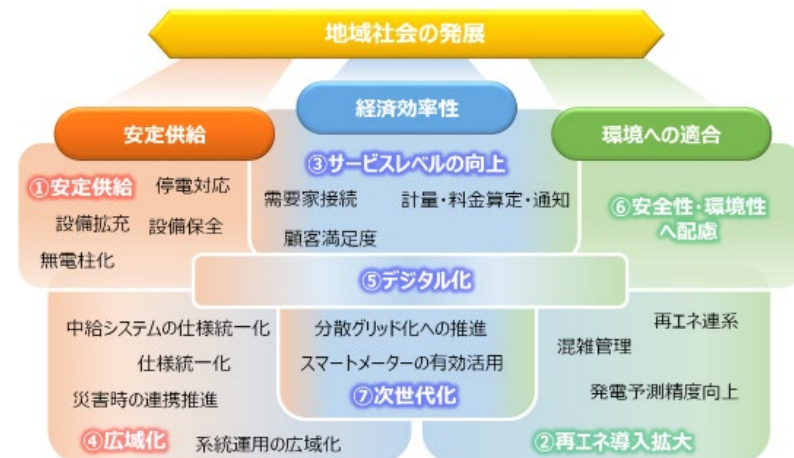 地域社会の発展
安定供給
経済効率性
環境への適合
①安定供給
停電対応
設備拡充
設備保全
無電柱化
③サービスレベルの向上
需要家接続
計量・料金算定・通知
顧客満足度
⑥安全性・環境性
へ配慮
⑤デジタル化
中給システムの仕様統一化
仕様統一化
災害時の連携推進
④広域化
系統運用の広域化
分散グリッド化への推進
スマートメーターの有効活用
⑦次世代化
再エネ連系
混雑管理
発電予測精度向上
②再エネ導入拡大